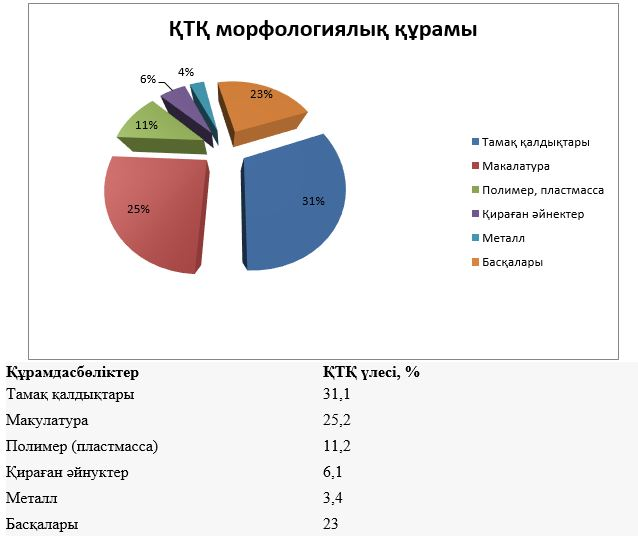 ҚТҚ морфологиялық құрамы
4%
6%
23%
11%
31%
25%
Тамақ қалдықтары
Макалатура
Полимер, пластмасса
Қираған әйнектер
Металл
Басқалары
Құрамдасбөліктер ҚТҚ үлесі, %
Тамақ қалдықтары 31,1
Макулатура 25,2
Полимер (пластмасса) 11,2
Қираған әйнуктер 6,1
Металл 3,4
Басқалары 23